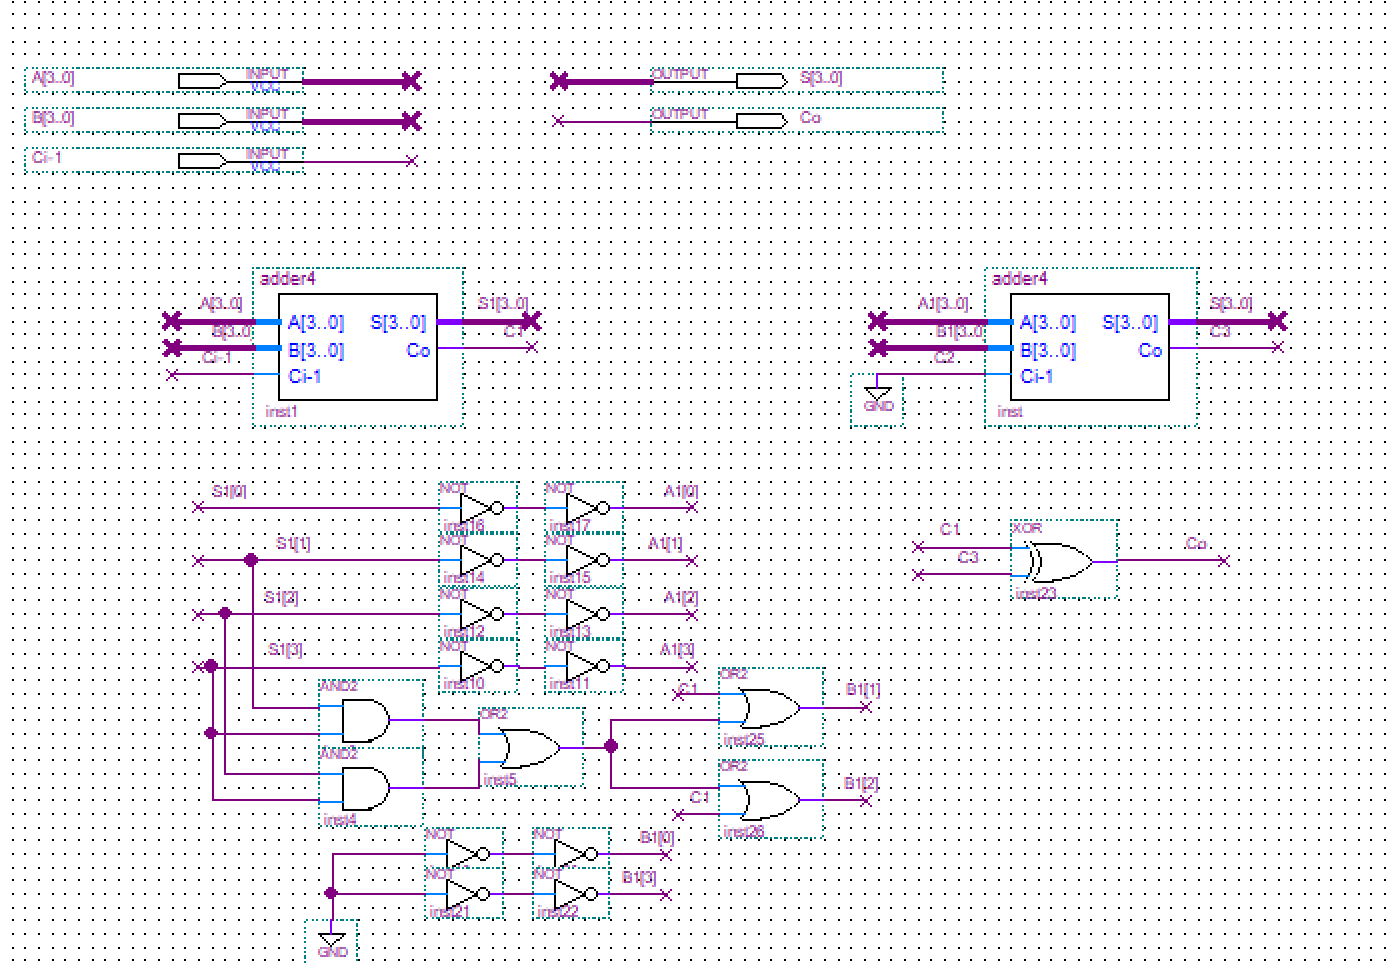 A[3..0] INPUT VCC
OUTPUT S[3..0]
B[3..0] INPUT VCC
OUTPUT Co
Ci-1 INPUT VCC
adder4
A[3..0]
B[3..0]
Ci-1
A[3..0] S[3..0]
B[3..0] Co
Ci-1
S1[3..0]
C1
inst1
adder4
A1[3..0]
B1[3..0]
C2
A[3..0] S[3..0]
B[3..0] Co
Ci-1
S[3..0]
C3
GND
inst
S1[0] NOT inst16 NOT inst17 A1[0]
S1[1] NOT inst14 NOT inst15 A1[1]
S1[2] NOT inst12 NOT inst13 A1[2]
S1[3] NOT inst10 NOT inst11 A1[3]
C1
C3
XOR
inst23
Co
AND2
AND2
inst4
OR2
inst5
C1
OR2
inst25
B1[1]
OR2
C1
inst26
B1[2]
NOT NOT B1[0]
NOT inst21 NOT inst22 B1[3]
GND